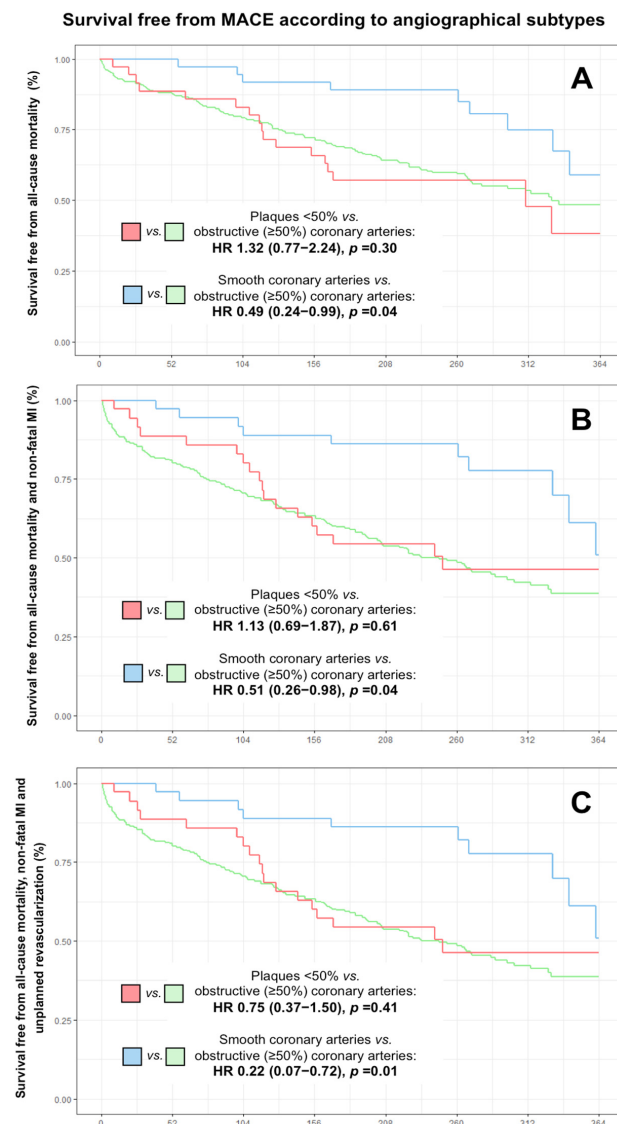 Survival free from MACE according to angiographical subtypes
A
Survival free from all-cause mortality (%)
1.00
0.75
0.50
0.25
0.00
Plaques <50% vs.
vs. obstructive (≥50%) coronary arteries:
HR 1.32 (0.77–2.24), p =0.30
Smooth coronary arteries vs.
vs. obstructive (≥50%) coronary arteries:
HR 0.49 (0.24–0.99), p =0.04
0 52 104 156 208 260 312 364
B
Survival free from all-cause mortality and non-fatal MI (%)
1.00
0.75
0.50
0.25
0.00
Plaques <50% vs.
vs. obstructive (≥50%) coronary arteries:
HR 1.13 (0.69–1.87), p =0.61
Smooth coronary arteries vs.
vs. obstructive (≥50%) coronary arteries:
HR 0.51 (0.26–0.98), p =0.04
0 52 104 156 208 260 312 364
C
Survival free from all-cause mortality, non-fatal MI and
unplanned revascularization (%)
1.00
0.75
0.50
0.25
0.00
Plaques <50% vs.
vs. obstructive (≥50%) coronary arteries:
HR 0.75 (0.37–1.50), p =0.41
Smooth coronary arteries vs.
vs. obstructive (≥50%) coronary arteries:
HR 0.22 (0.07–0.72), p =0.01
0 52 104 156 208 260 312 364